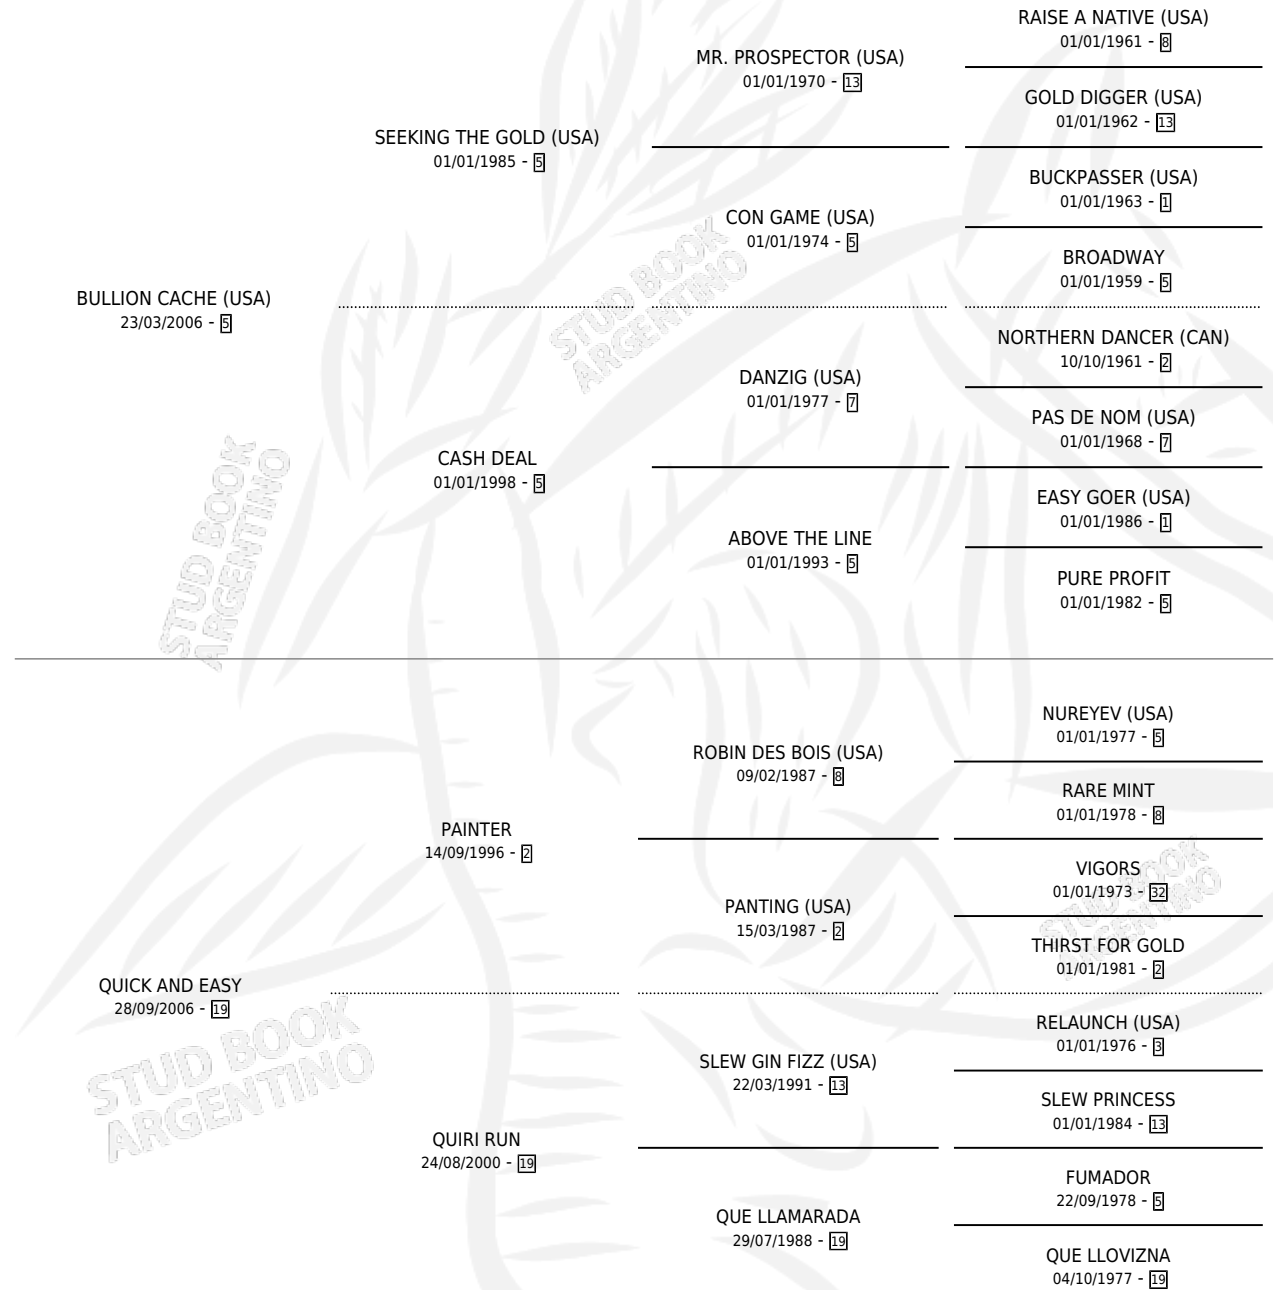 RAISE A NATIVE (USA)
01/01/1961 - 8
MR. PROSPECTOR (USA)
01/01/1970 - 13
GOLD DIGGER (USA)
01/01/1962 - 13
SEEKING THE GOLD (USA)
01/01/1985 - 5
BUCKPASSER (USA)
01/01/1963 - 1
CON GAME (USA)
01/01/1974 - 5
BROADWAY
01/01/1959 - 5
BULLION CACHE (USA)
23/03/2006 - 5
STUD BOOK
ARGENTINO
NORTHERN DANCER (CAN)
10/10/1961 - 2
DANZIG (USA)
01/01/1977 - 7
PAS DE NOM (USA)
01/01/1968 - 7
CASH DEAL
01/01/1998 - 5
EASY GOER (USA)
01/01/1986 - 1
ABOVE THE LINE
01/01/1993 - 5
PURE PROFIT
01/01/1982 - 5
STUD BOOK
ARGENTINO
NUREYEV (USA)
01/01/1977 - 5
ROBIN DES BOIS (USA)
09/02/1987 - 8
RARE MINT
01/01/1978 - 8
PAINTER
14/09/1996 - 2
VIGORS
01/01/1973 - 32
PANTING (USA)
15/03/1987 - 2
STUD BOOK
ARGENTINO
THIRST FOR GOLD
01/01/1981 - 2
QUICK AND EASY
28/09/2006 - 19
STUD BOOK
ARGENTINO
RELAUNCH (USA)
01/01/1976 - 3
SLEW GIN FIZZ (USA)
22/03/1991 - 13
SLEW PRINCESS
01/01/1984 - 13
QUIRI RUN
24/08/2000 - 19
FUMADOR
22/09/1978 - 5
QUE LLAMARADA
29/07/1988 - 19
QUE LLOVIZNA
04/10/1977 - 19